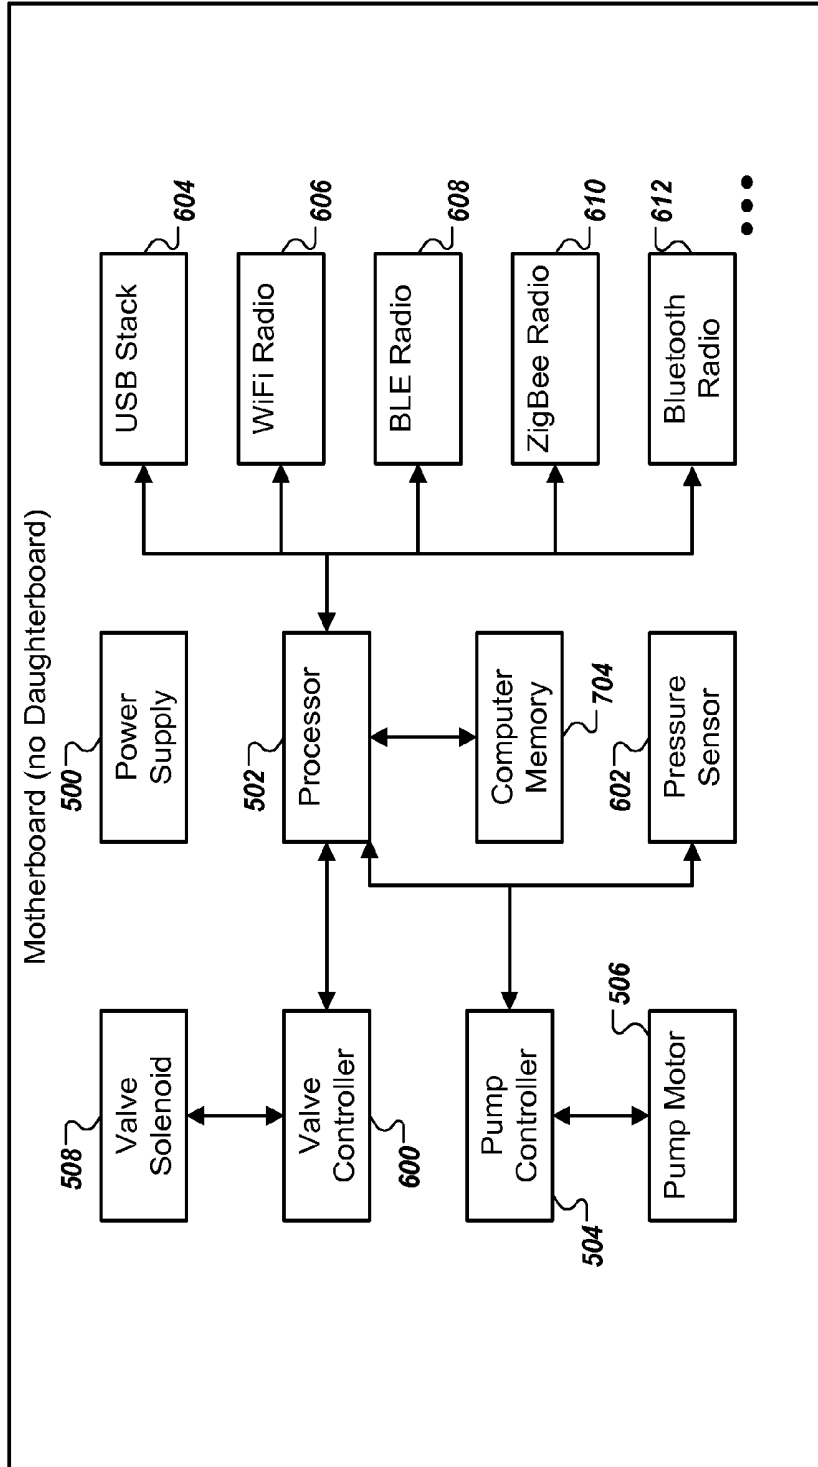 Motherboard (no Daughterboard)
508
Valve
Solenoid
500
Power
Supply
USB Stack
604
Valve
Controller
600
502
Processor
WiFi Radio
606
BLE Radio
608
Pump
Controller
504
Computer
Memory
704
ZigBee Radio
610
Pump Motor
506
602
Pressure
Sensor
Bluetooth
Radio
612